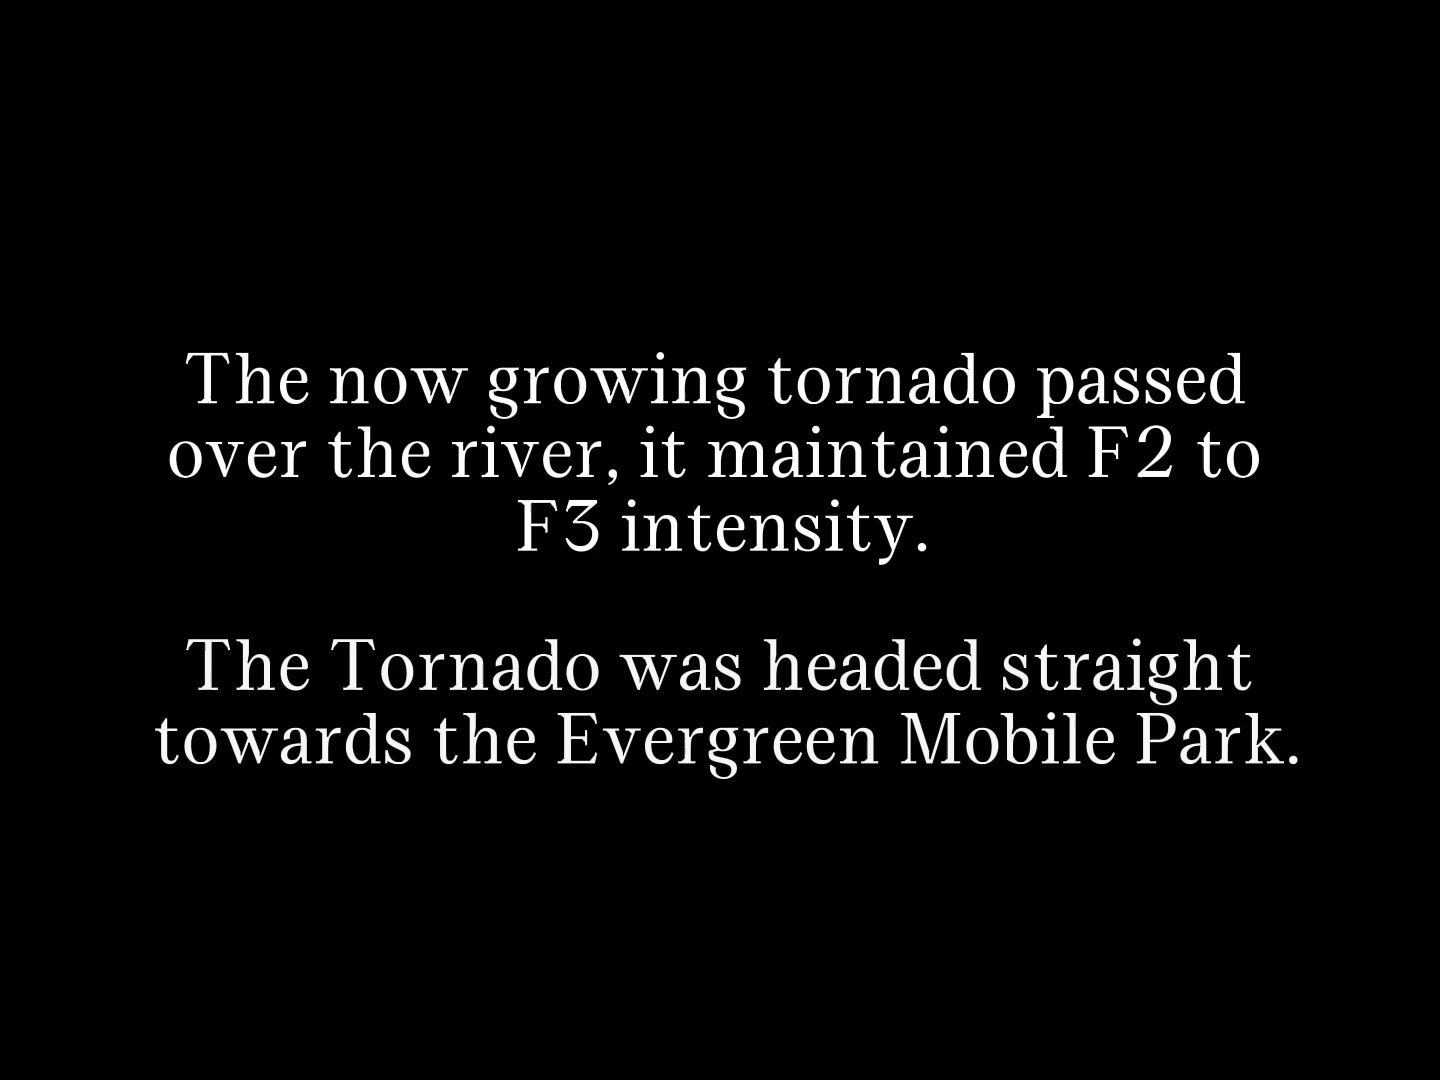 The now growing tornado passed
over the river, it maintained F2 to
F3 intensity.
The Tornado was headed straight
towards the Evergreen Mobile Park.